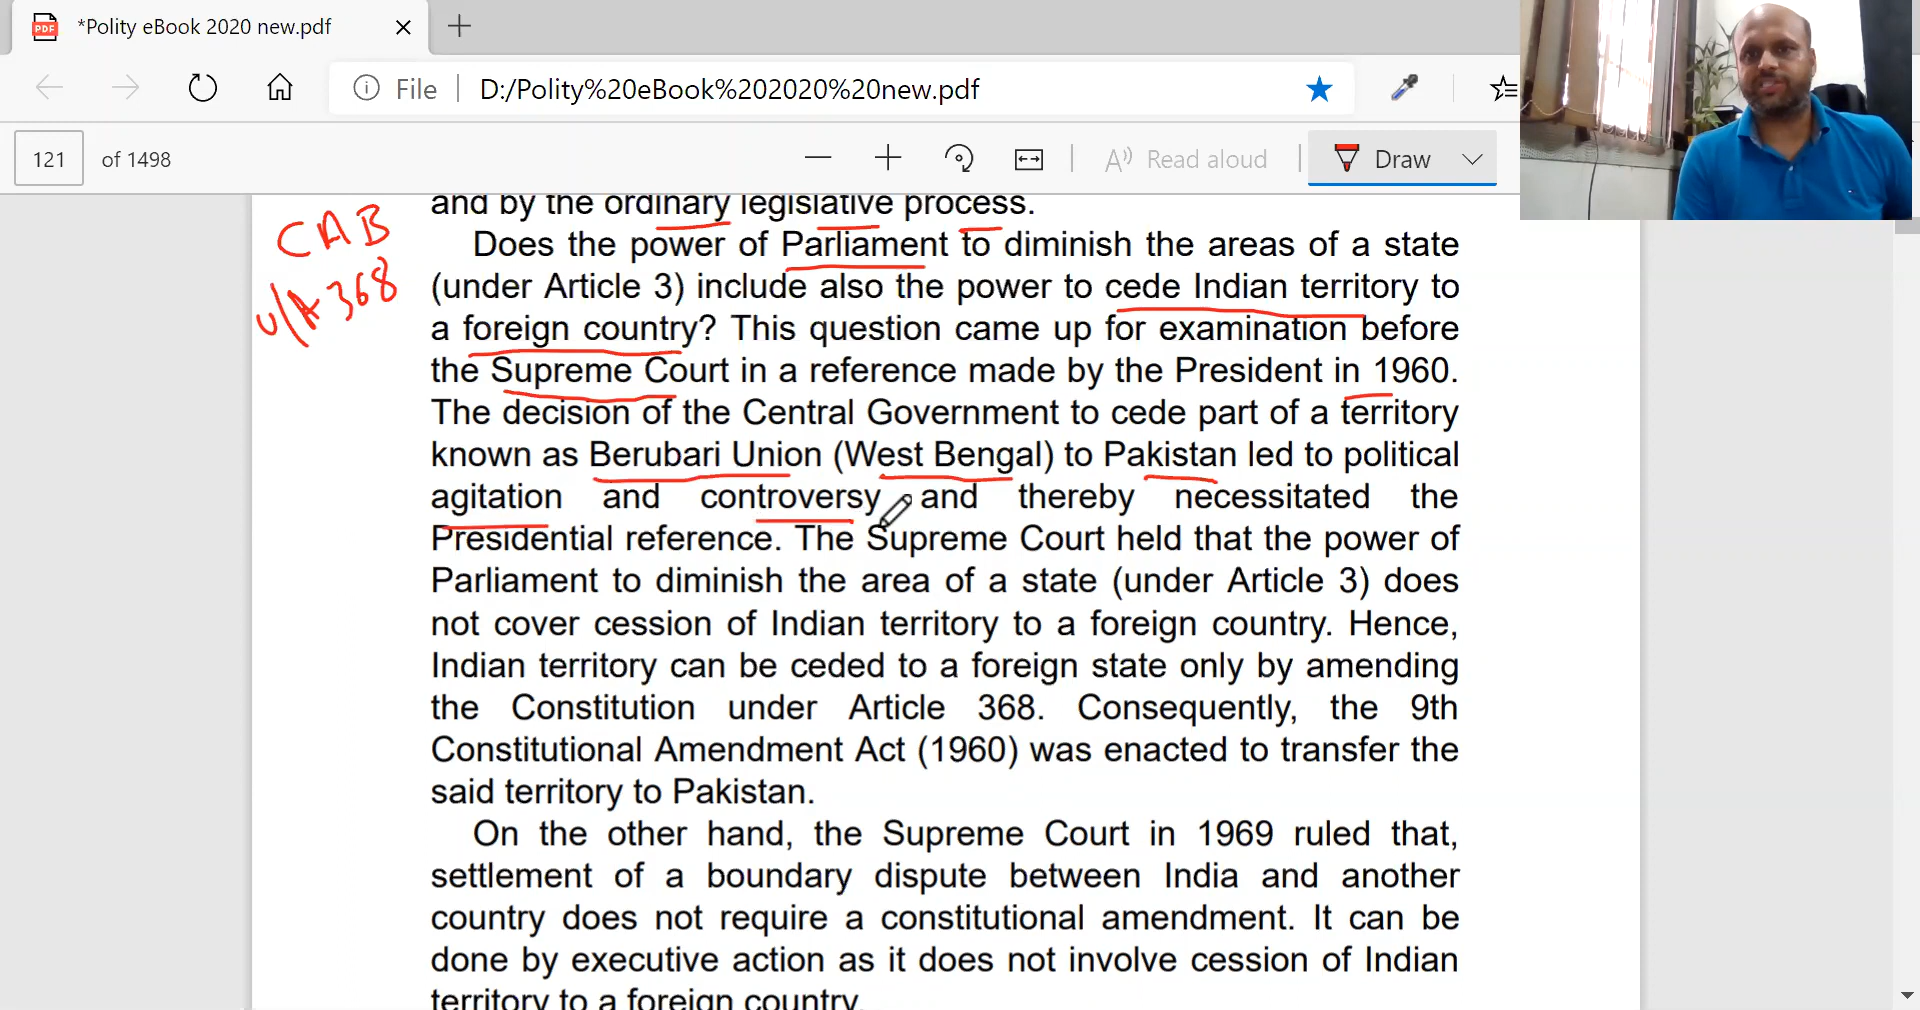 *Polity eBook 2020 new.pdf
PDF
File
D:/Polity%20eBook%202020%20new.pdf
121 of 1498
Read aloud
Draw
CAB
U/A 368
and by the ordinary legislative process.
Does the power of Parliament to diminish the areas of a state
(under Article 3) include also the power to cede Indian territory to
a foreign country? This question came up for examination before
the Supreme Court in a reference made by the President in 1960.
The decision of the Central Government to cede part of a territory
known as Berubari Union (West Bengal) to Pakistan led to political
agitation and controversy and thereby necessitated the
Presidential reference. The Supreme Court held that the power of
Parliament to diminish the area of a state (under Article 3) does
not cover cession of Indian territory to a foreign country. Hence,
Indian territory can be ceded to a foreign state only by amending
the Constitution under Article 368. Consequently, the 9th
Constitutional Amendment Act (1960) was enacted to transfer the
said territory to Pakistan.
On the other hand, the Supreme Court in 1969 ruled that,
settlement of a boundary dispute between India and another
country does not require a constitutional amendment. It can be
done by executive action as it does not involve cession of Indian
territory to a foreign country.